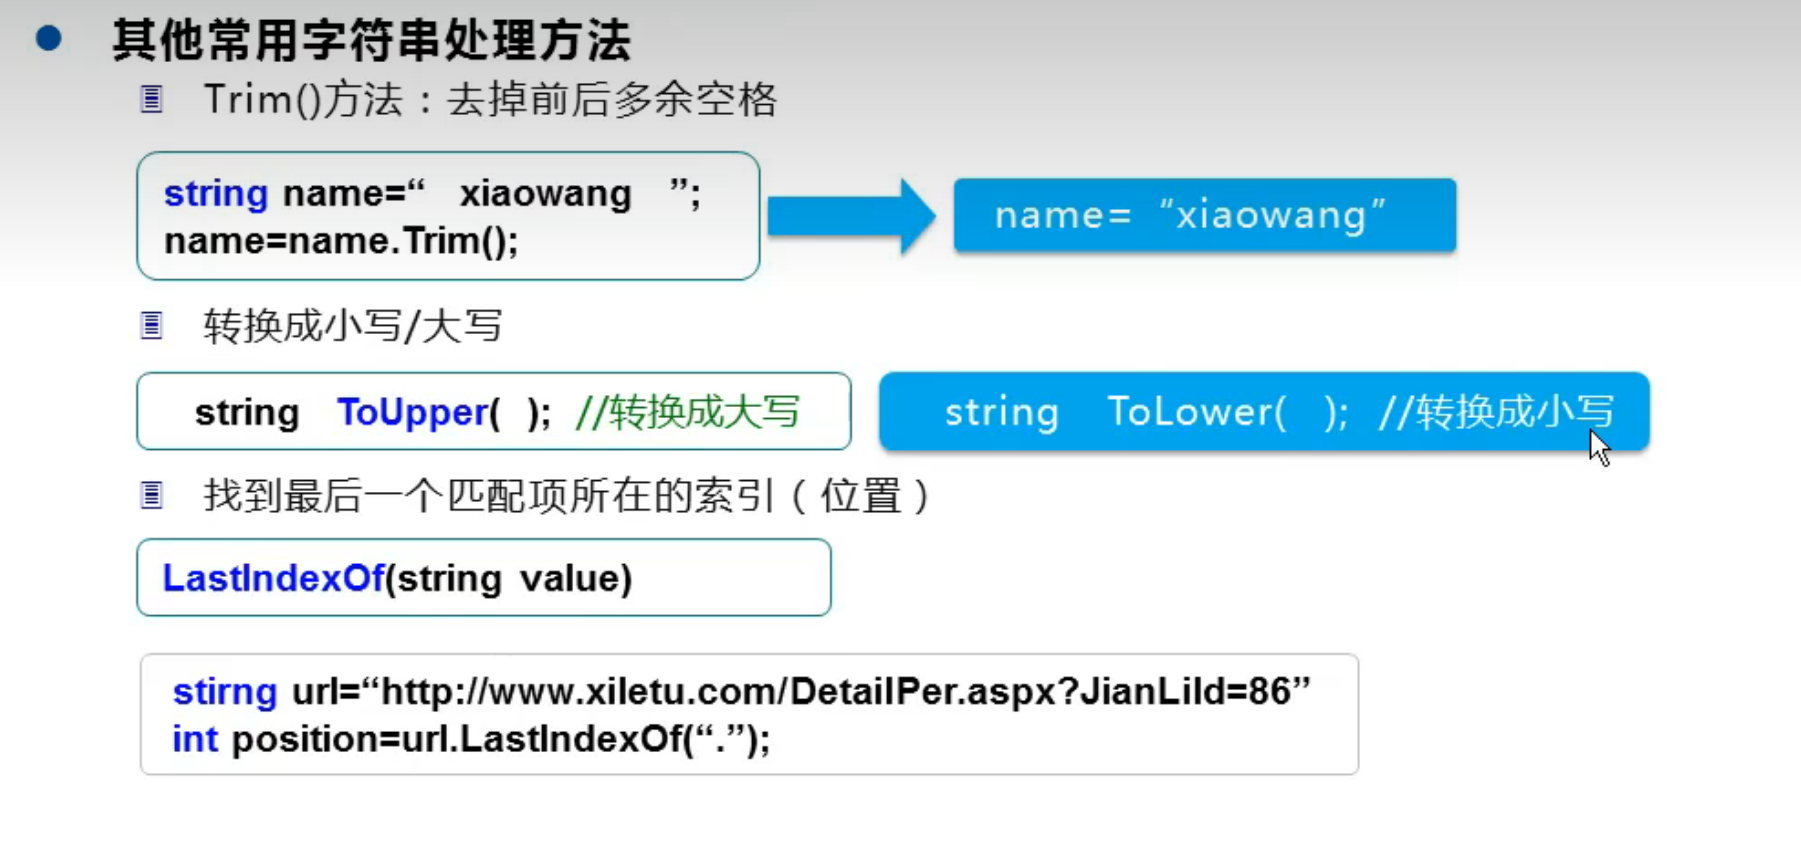 其他常用字符串处理方法
Trim()方法：去掉前后多余空格
string name=“   xiaowang   ”;
name=name.Trim();
name= “xiaowang”
转换成小写/大写
string   ToUpper(  ); //转换成大写
string   ToLower(  ); //转换成小写
找到最后一个匹配项所在的索引（位置）
LastIndexOf(string value)
stirng url=“http://www.xiletu.com/DetailPer.aspx?JianLiId=86”
int position=url.LastIndexOf(“.”);